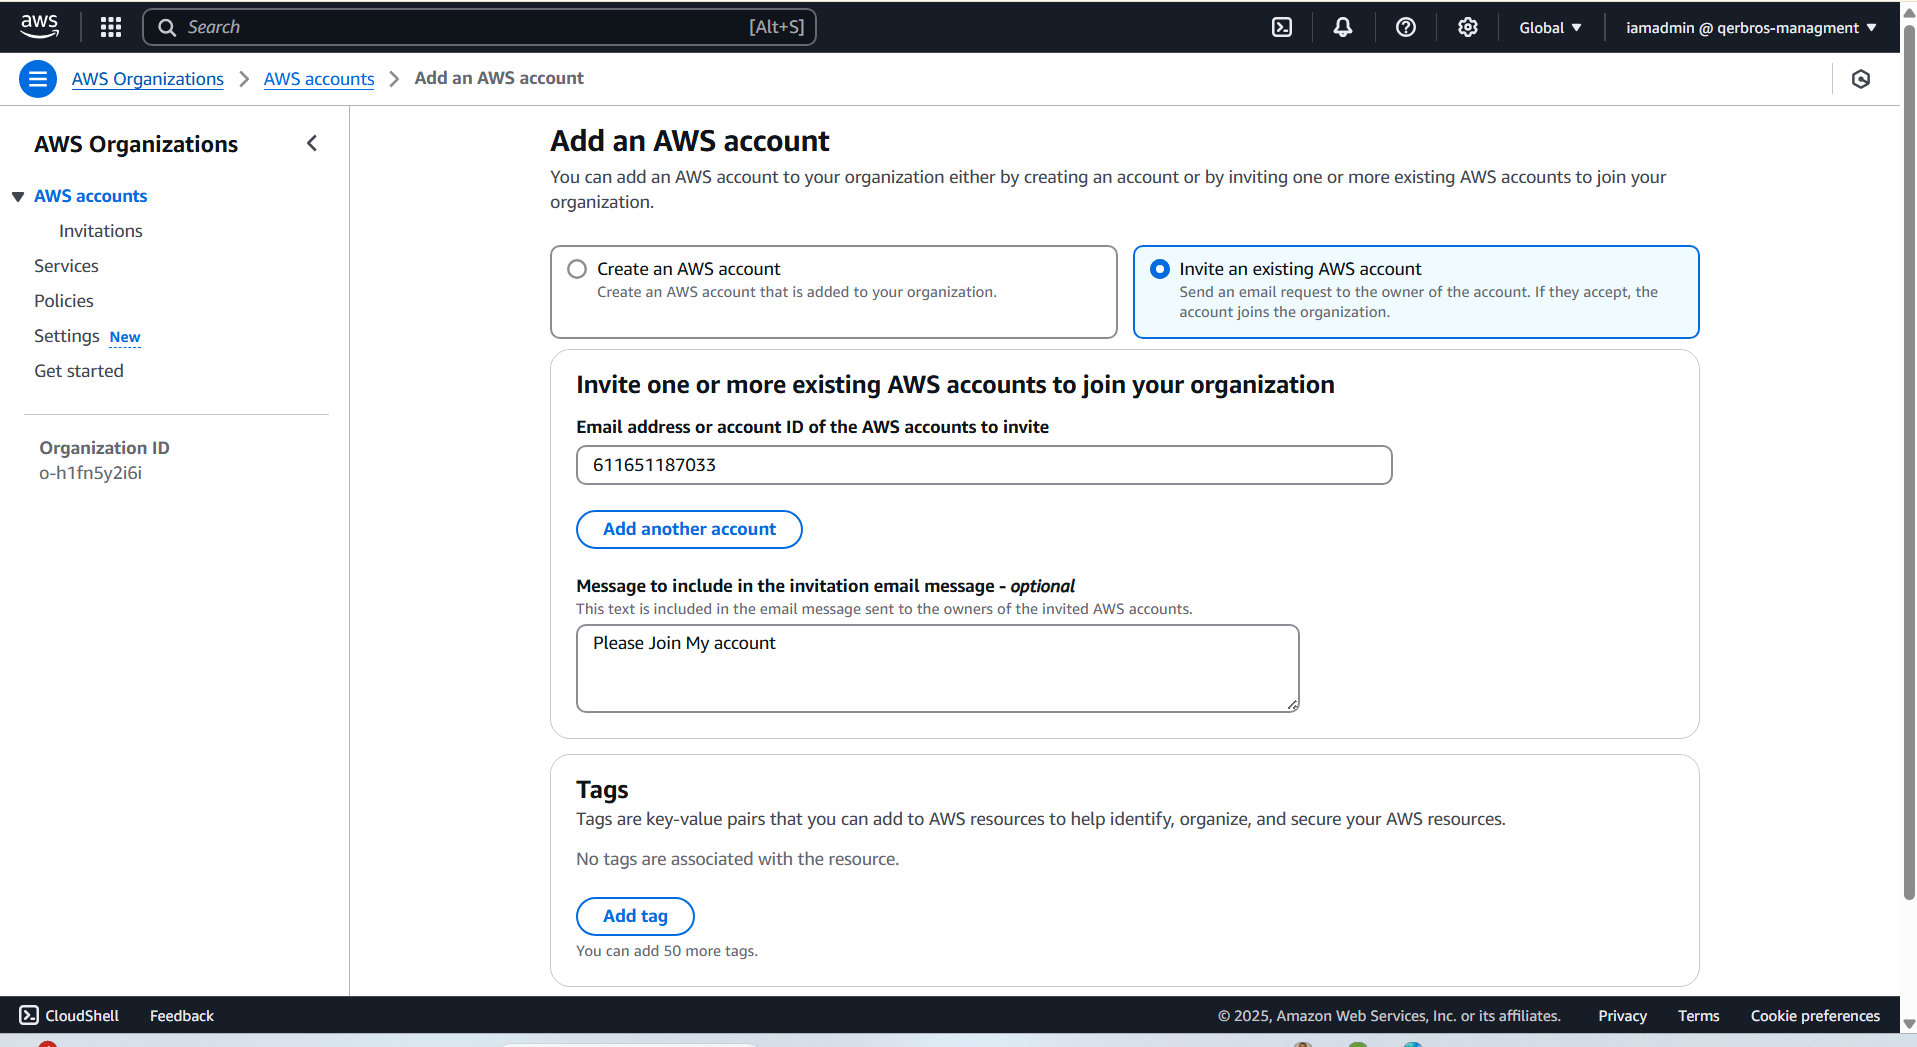 aws
Search
[Alt+S]
Global
iamadmin @ qerbros-managment
AWS Organizations
AWS accounts
Add an AWS account
AWS Organizations
AWS accounts
Invitations
Services
Policies
Settings New
Get started
Organization ID
o-h1fn5y2i6i
Add an AWS account
You can add an AWS account to your organization either by creating an account or by inviting one or more existing AWS accounts to join your
organization.
Create an AWS account
Create an AWS account that is added to your organization.
Invite an existing AWS account
Send an email request to the owner of the account. If they accept, the
account joins the organization.
Invite one or more existing AWS accounts to join your organization
Email address or account ID of the AWS accounts to invite
611651187033
Add another account
Message to include in the invitation email message - optional
This text is included in the email message sent to the owners of the invited AWS accounts.
Please Join My account
Tags
Tags are key-value pairs that you can add to AWS resources to help identify, organize, and secure your AWS resources.
No tags are associated with the resource.
Add tag
You can add 50 more tags.
CloudShell
Feedback
© 2025, Amazon Web Services, Inc. or its affiliates.
Privacy
Terms
Cookie preferences